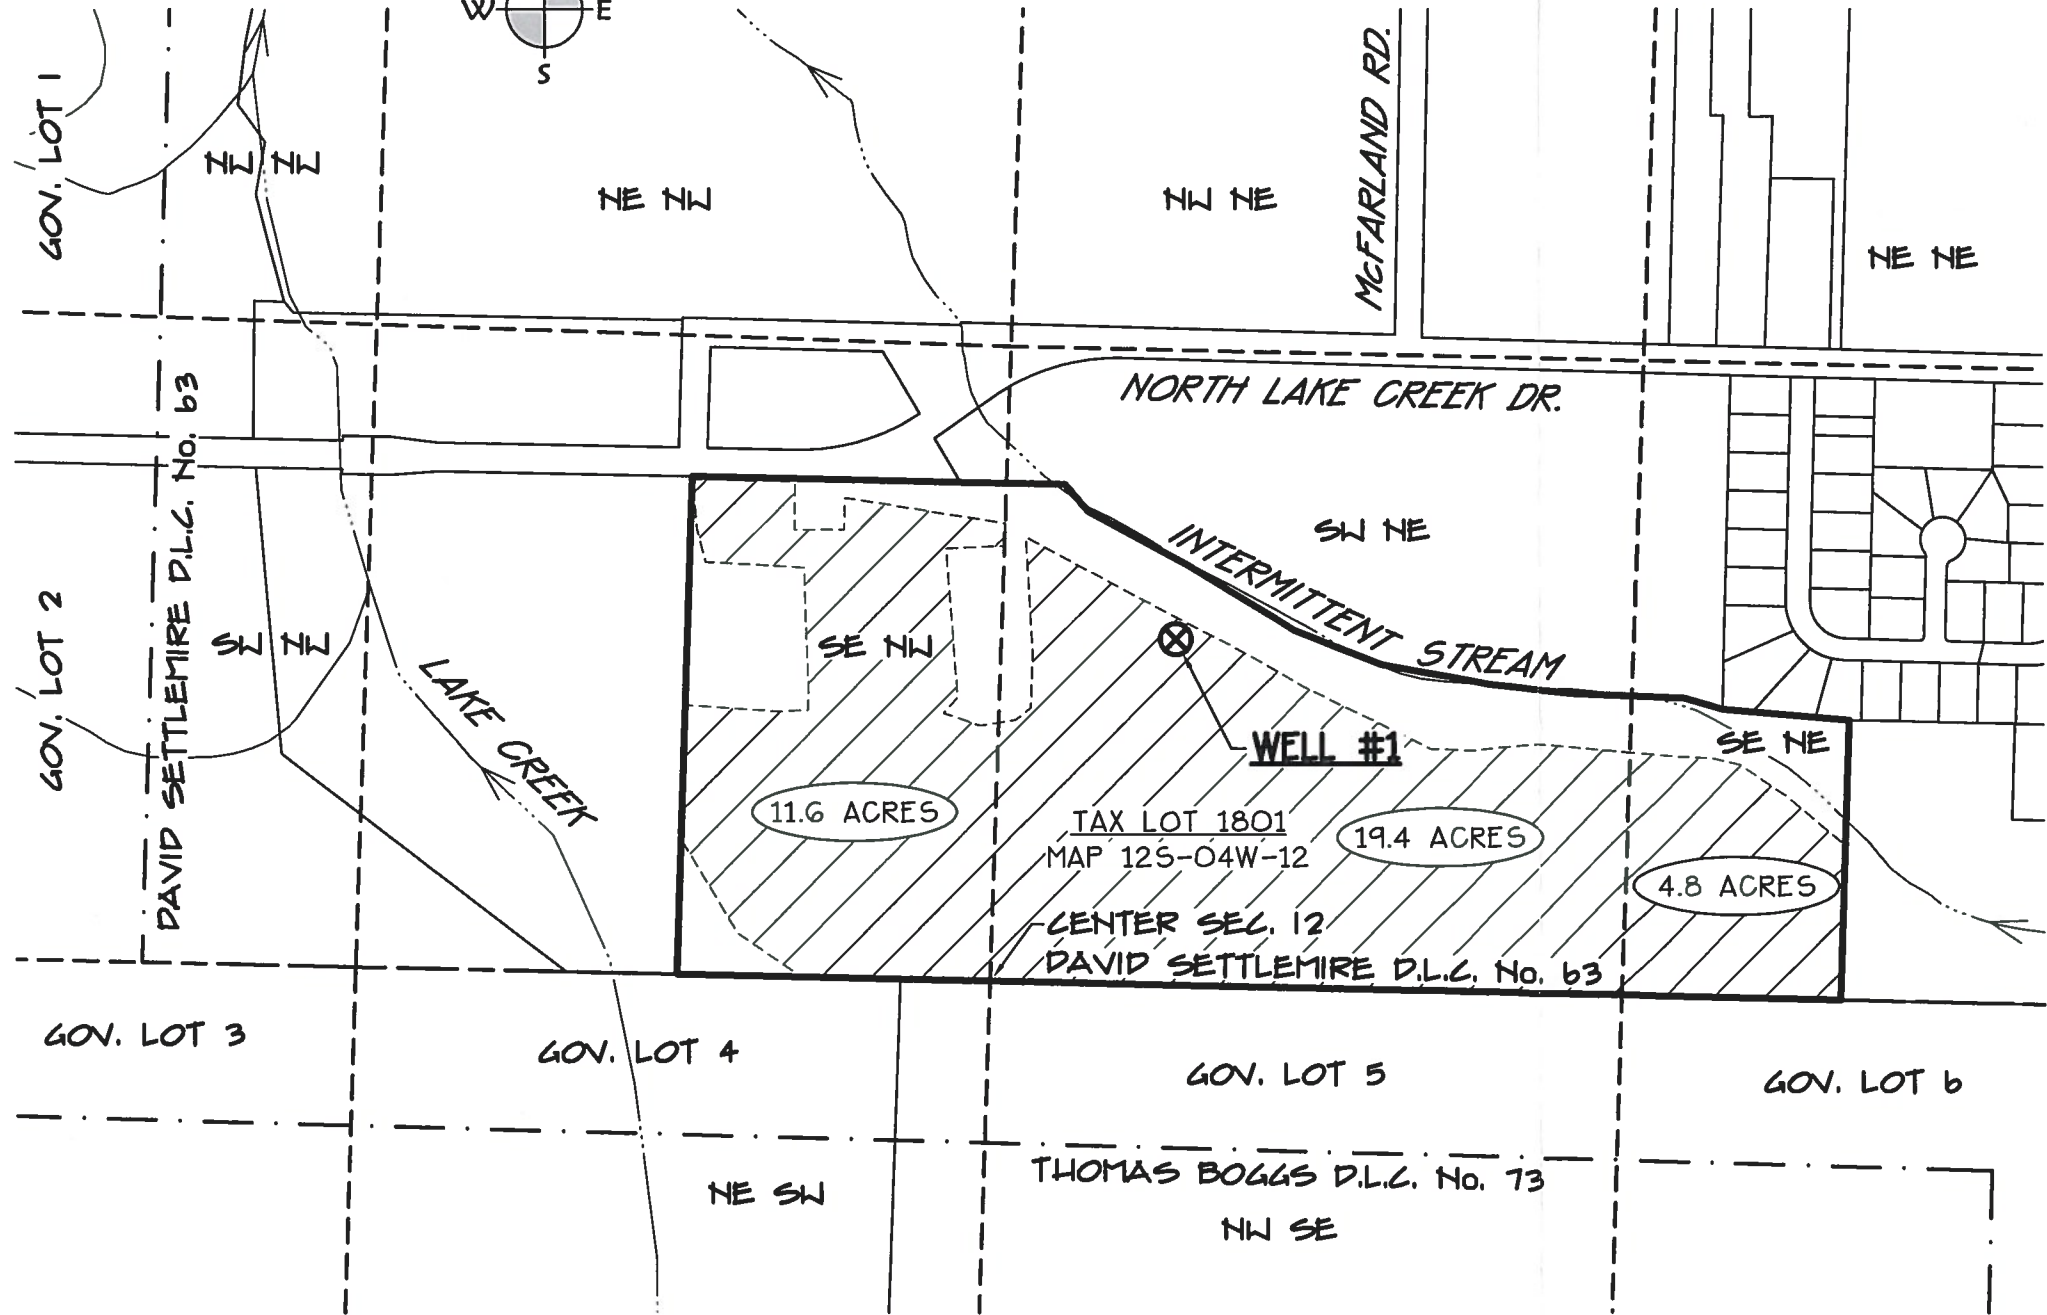 W E
S
GOV. LOT 1
NW NW
NE NW
NW NE
McFARLAND RD.
NE NE
NORTH LAKE CREEK DR.
DAVID SETTLEMIRE D.L.C. No. 63
GOV. LOT 2
SW NW
LAKE CREEK
SE NW
SW NE
INTERMITTENT STREAM
WELL #1
SE NE
11.6 ACRES
TAX LOT 1801
MAP 12S-04W-12
19.4 ACRES
4.8 ACRES
CENTER SEC. 12
DAVID SETTLEMIRE D.L.C. No. 63
GOV. LOT 3
GOV. LOT 4
GOV. LOT 5
GOV. LOT 6
THOMAS BOGGS D.L.C. No. 73
NE SW
NW SE